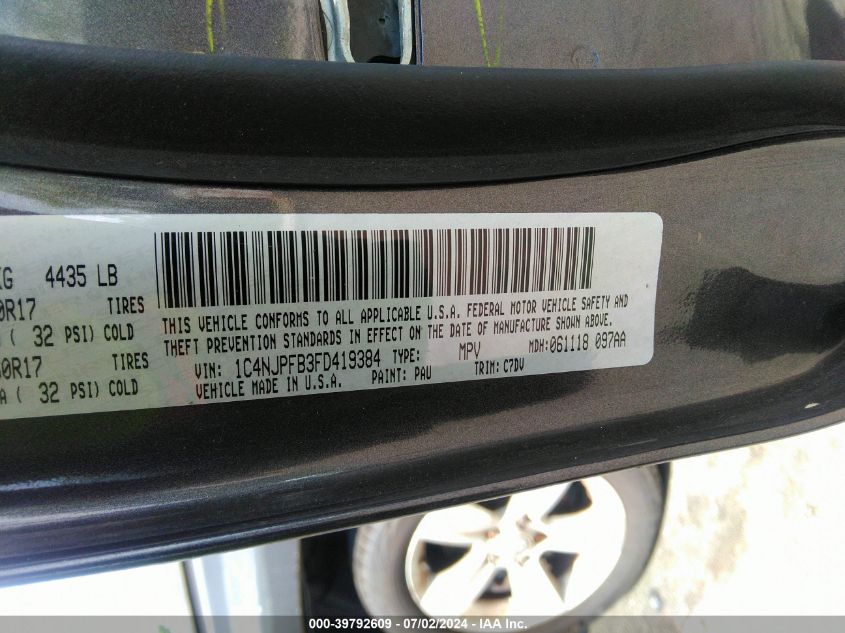 KG 4435 LB
0R17 TIRES
( 32 PSI) COLD
0R17 TIRES
A ( 32 PSI) COLD
THIS VEHICLE CONFORMS TO ALL APPLICABLE U.S.A. FEDERAL MOTOR VEHICLE SAFETY AND
THEFT PREVENTION STANDARDS IN EFFECT ON THE DATE OF MANUFACTURE SHOWN ABOVE.
VIN: 1C4NJPFB3FD419384 TYPE: MPV MDH:061118 097AA
VEHICLE MADE IN U.S.A. PAINT: PAU TRIM: C7DV
000-39792609 - 07/02/2024 - IAA Inc.